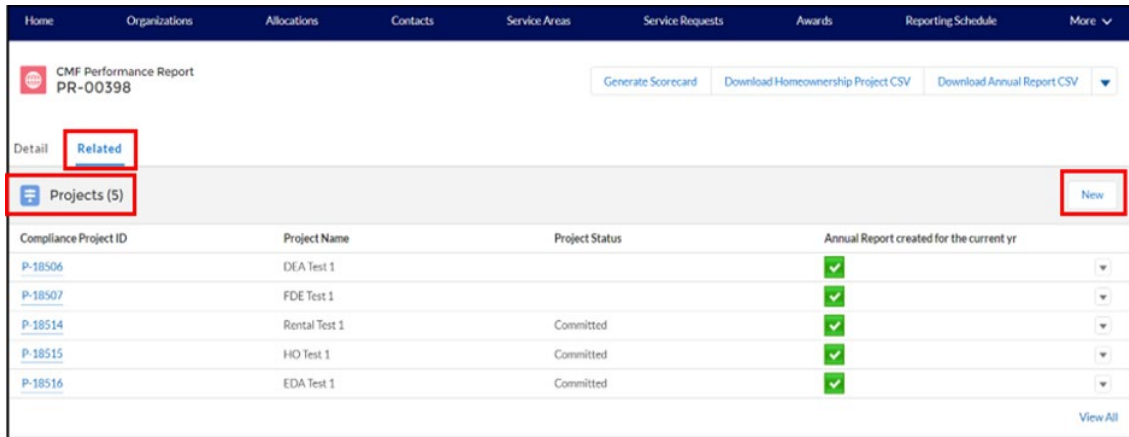 Home Organizations Allocations Contacts Service Areas Service Requests Awards Reporting Schedule More
CMF Performance Report
PR-00398
Generate Scorecard Download Homeownership Project CSV Download Annual Report CSV
Detail Related
Projects (5)
New
Compliance Project ID Project Name Project Status Annual Report created for the current yr
P-18506 DEA Test 1
P-18507 FDE Test 1
P-18514 Rental Test 1 Committed
P-18515 HO Test 1 Committed
P-18516 EDA Test 1 Committed
View All